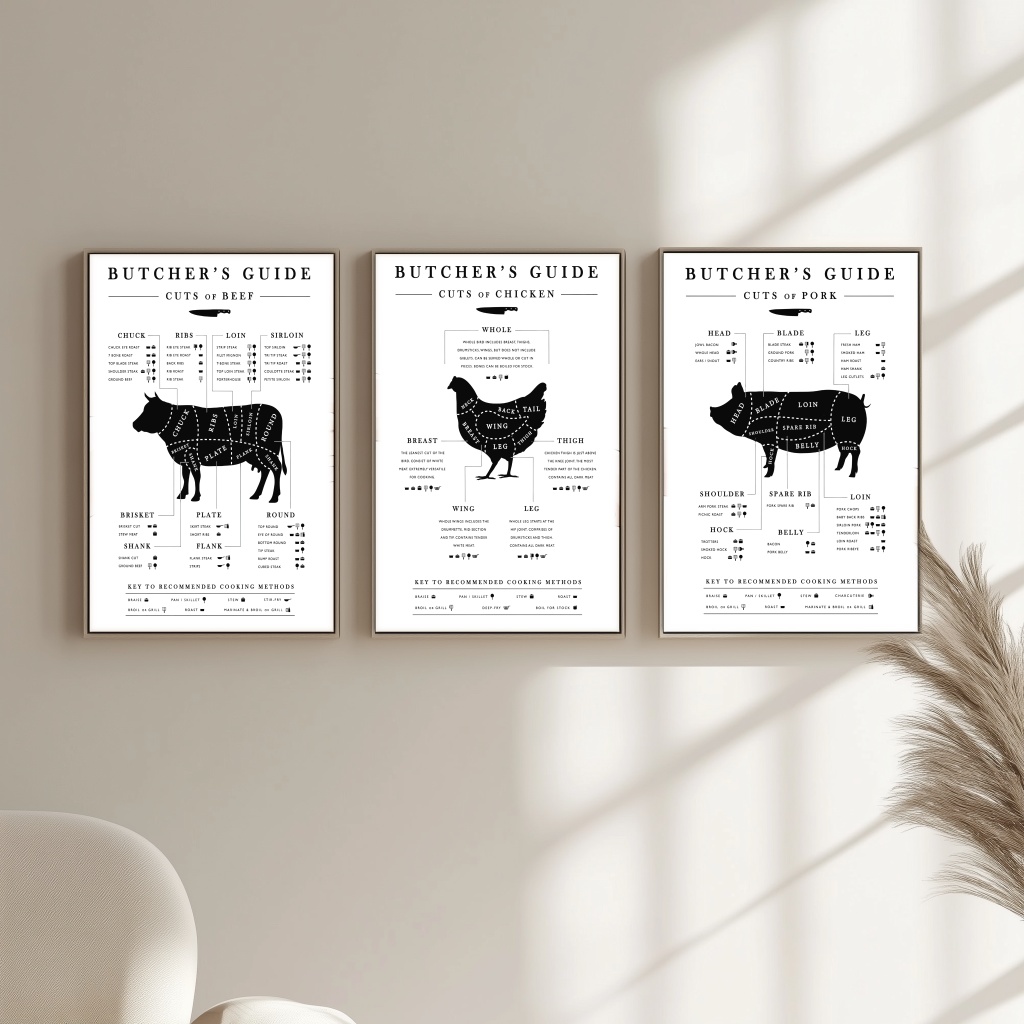 BUTCHER'S GUIDE
CUTS OF BEEF
CHUCK
RIBS
LOIN
SIRLOIN
CHUCK EYE ROAST
RIB EYE STEAK
STRIP STEAK
TOP SIRLOIN
T-BONE ROAST
RIB EYE ROAST
FILET MIGNON
TRI TIP STEAK
TOP BLADE STEAK
BACK RIBS
T-BONE STEAK
TRI TIP ROAST
SHOULDER STEAK
RIB ROAST
TOP LOIN STEAK
COULOTTE STEAK
GROUND BEEF
RIB STEAK
PORTERHOUSE
PETITE SIRLOIN
CHUCK
RIBS
LOIN
SIRLOIN
ROUND
BRISKET
PLATE
FLANK
BRISKET
PLATE
ROUND
BRISKET CUT
SKIRT STEAK
TOP ROUND
STEW MEAT
SHORT RIBS
EYE OF ROUND
BOTTOM ROUND
SHANK
FLANK
TIP STEAK
SHANK CUT
FLANK STEAK
RUMP ROAST
GROUND BEEF
STRIPS
CUBED STEAK
KEY TO RECOMMENDED COOKING METHODS
BRAISE
PAN / SKILLET
STEW
STIR-FRY
BROIL OR GRILL
ROAST
MARINATE & BROIL OR GRILL
BUTCHER'S GUIDE
CUTS OF CHICKEN
WHOLE
WHOLE BIRD INCLUDES BREAST, THIGHS,
DRUMSTICKS, WINGS, BUT DOES NOT INCLUDE
GIBLETS. CAN BE COOKED WHOLE OR CUT IN
PIECES. BONES CAN BE BOILED FOR STOCK.
NECK
BACK
TAIL
WING
BREAST
LEG
THIGH
BREAST
THE LEANEST CUT OF THE
BIRD. CONSIST OF WHITE
MEAT EXTREMELY VERSATILE
FOR COOKING.
THIGH
CHICKEN THIGH IS JUST ABOVE
THE KNEE JOINT. THE MOST
TENDER PART OF THE CHICKEN
CONTAINS ALL DARK MEAT.
WING
WHOLE WINGS INCLUDES THE
DRUMETTE, MID SECTION,
AND TIP. CONTAINS TENDER
WHITE MEAT.
LEG
WHOLE LEG STARTS AT THE
HIP JOINT. COMPRISED OF
DRUMSTICKS AND THIGH.
CONTAINS ALL DARK MEAT.
KEY TO RECOMMENDED COOKING METHODS
BRAISE
PAN / SKILLET
STEW
ROAST
BROIL OR GRILL
DEEP FRY
BOIL FOR STOCK
BUTCHER'S GUIDE
CUTS OF PORK
HEAD
BLADE
LEG
JOWL BACON
BLADE STEAK
FRESH HAM
WHOLE HEAD
GROUND PORK
SMOKED HAM
EARS / SNOUT
COUNTRY RIBS
HAM ROAST
HAM SHANK
LEG CUTLETS
HEAD
BLADE
LOIN
LEG
SHOULDER
SPARE RIB
BELLY
HOCK
HOCK
SHOULDER
SPARE RIB
LOIN
ARM PORK STEAK
PORK SPARE RIB
PORK CHOPS
PICNIC ROAST
BABY BACK RIBS
SIRLOIN PORK
HOCK
BELLY
TENDERLOIN
TROTTERS
BACON
LOIN ROAST
SMOKED HOCK
PORK BELLY
PORK RIBEYE
HOCK
KEY TO RECOMMENDED COOKING METHODS
BRAISE
PAN / SKILLET
STEW
CHARCUTERIE
BROIL OR GRILL
ROAST
MARINATE & BROIL OR GRILL